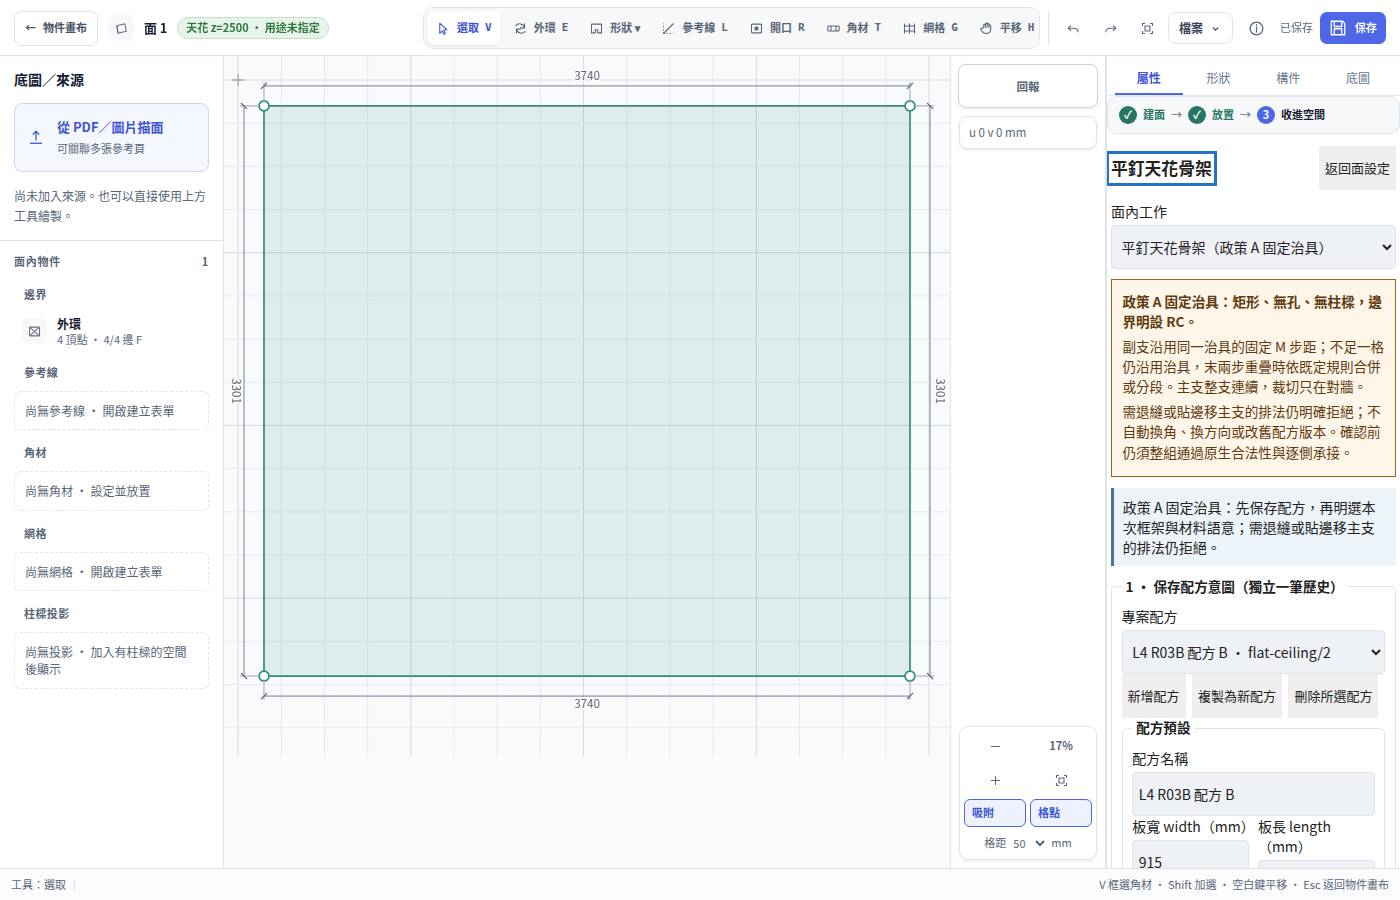 ← 物件畫布
面 1
天花 z=2500・用途未指定
選取 V
外環 E
形狀▾
參考線 L
開口 R
角材 T
網格 G
平移 H
檔案
已保存
保存
底圖／來源
從 PDF／圖片描面
可關聯多張參考頁
尚未加入來源。也可以直接使用上方
工具繪製。
面內物件 1
邊界
外環
4 頂點・4/4 邊 F
參考線
尚無參考線・開啟建立表單
角材
尚無角材・設定並放置
網格
尚無網格・開啟建立表單
柱樑投影
尚無投影・加入有柱樑的空間
後顯示
3740
3301
3301
3740
回報
u 0 v 0 mm
− 17%
+
吸附 格點
格距 50 mm
屬性 形狀 構件 底圖
✓ 建面 → ✓ 放置 → 3 收進空間
平釘天花骨架
返回面設定
面內工作
平釘天花骨架（政策 A 固定治具）
政策 A 固定治具：矩形、無孔、無柱樑，邊
界明設 RC。
副支沿用同一治具的固定 M 步距；不足一格
仍沿用治具，末兩步重疊時依既定規則合併
或分段。主支整支連續，裁切只在對牆。
需退縫或貼邊移主支的排法仍明確拒絕；不
自動換角、換方向或改舊配方版本。確認前
仍須整組通過原生合法性與逐側承接。
政策 A 固定治具：先保存配方，再明選本
次框架與材料語意；需退縫或貼邊移主支
的排法仍拒絕。
1・保存配方意圖（獨立一筆歷史）
專案配方
L4 R03B 配方 B・flat-ceiling/2
新增配方 複製為新配方 刪除所選配方
配方預設
配方名稱
L4 R03B 配方 B
板寬 width（mm） 板長 length
（mm）
915
工具：選取
V 框選角材・Shift 加選・空白鍵平移・Esc 返回物件畫布